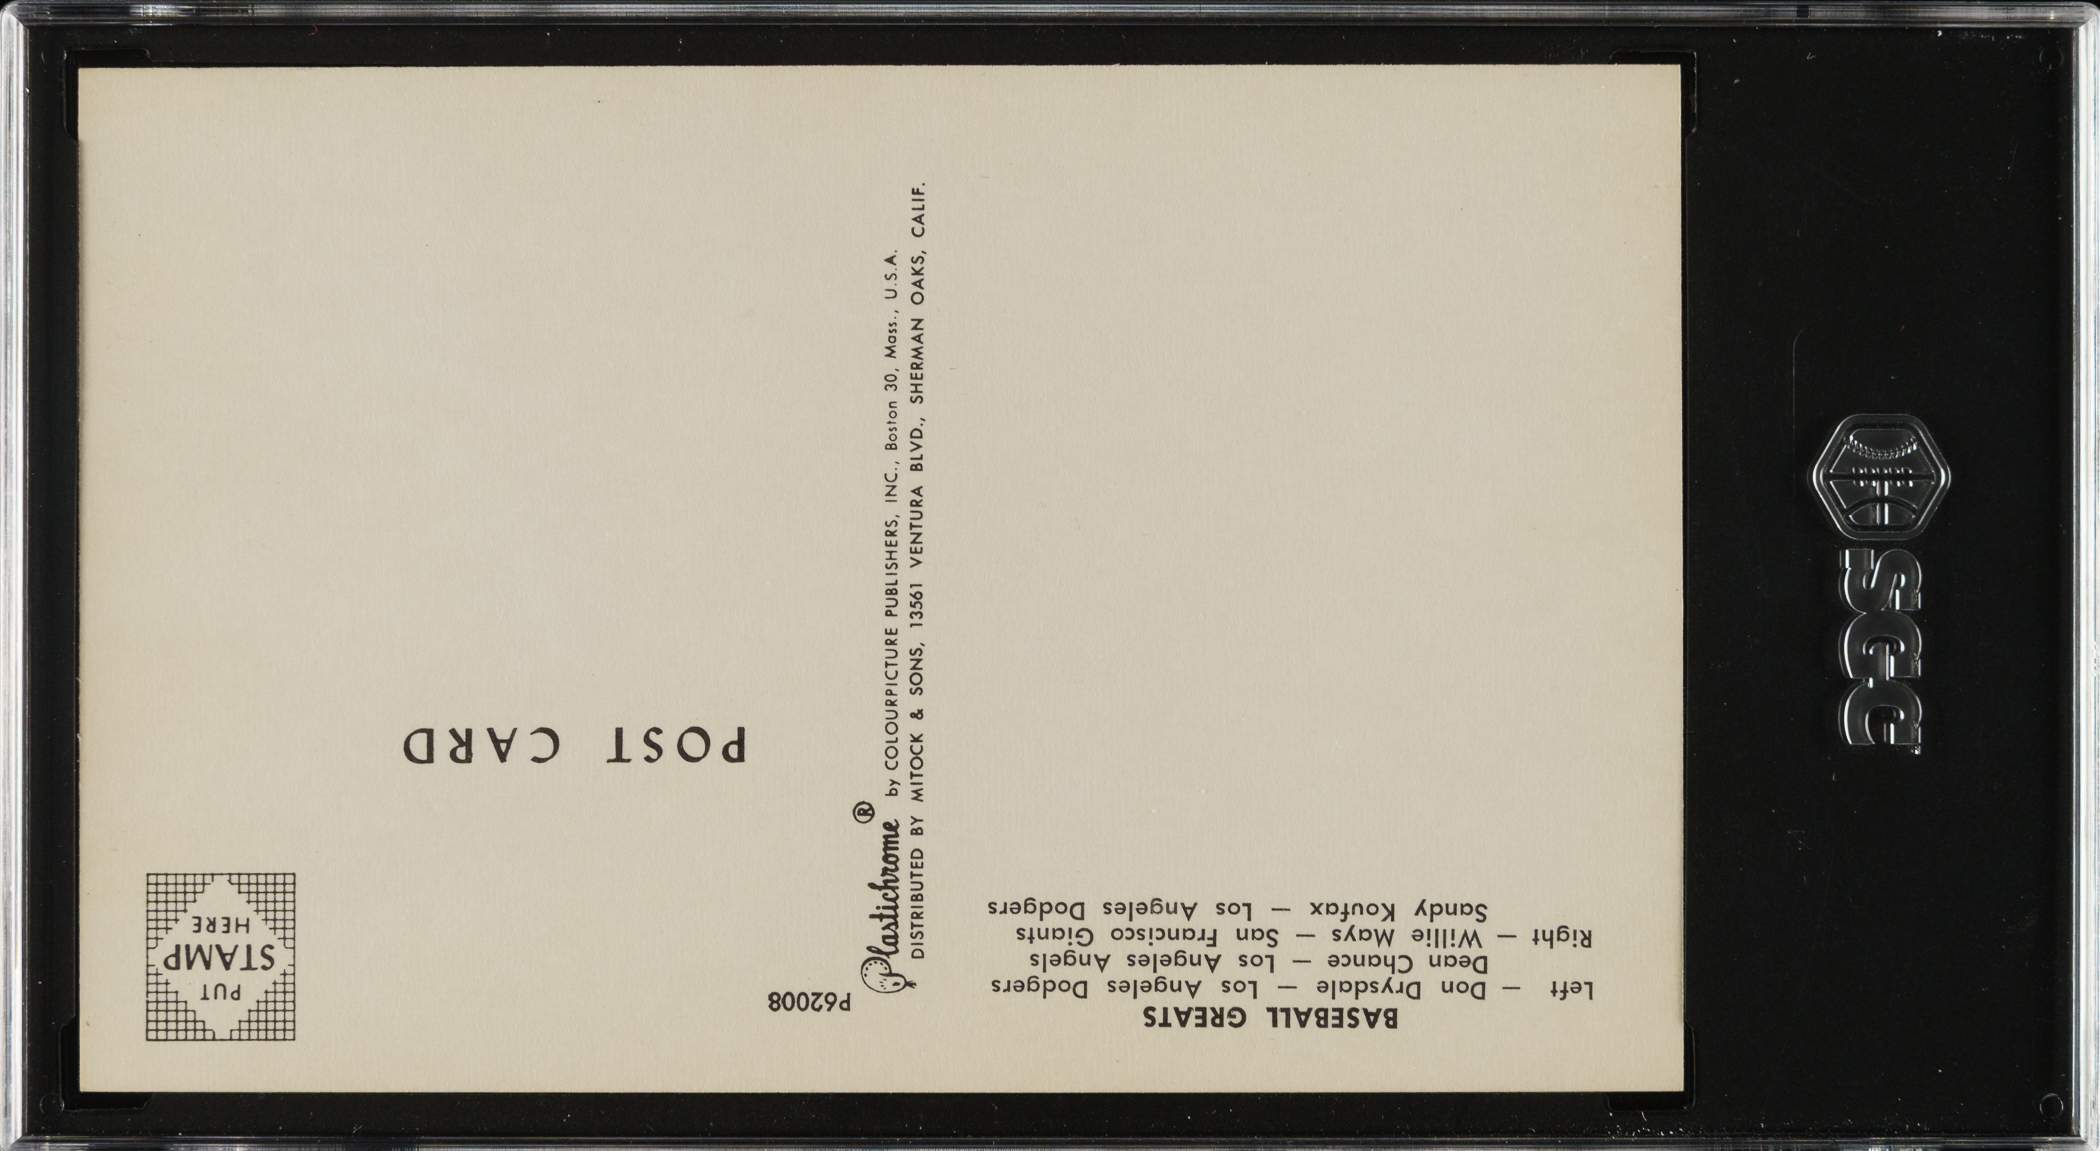 BASEBALL GREATS
Left — Don Drysdale — Los Angeles Dodgers
Dean Chance — Los Angeles Angels
Right — Willie Mays — San Francisco Giants
Sandy Koufax — Los Angeles Dodgers
P62008
Plastichrome ® by COLOURPICTURE PUBLISHERS, INC., Boston 30, Mass., U.S.A.
DISTRIBUTED BY MITOCK & SONS, 13561 VENTURA BLVD., SHERMAN OAKS, CALIF.
PUT
STAMP
HERE
POST CARD
SGC